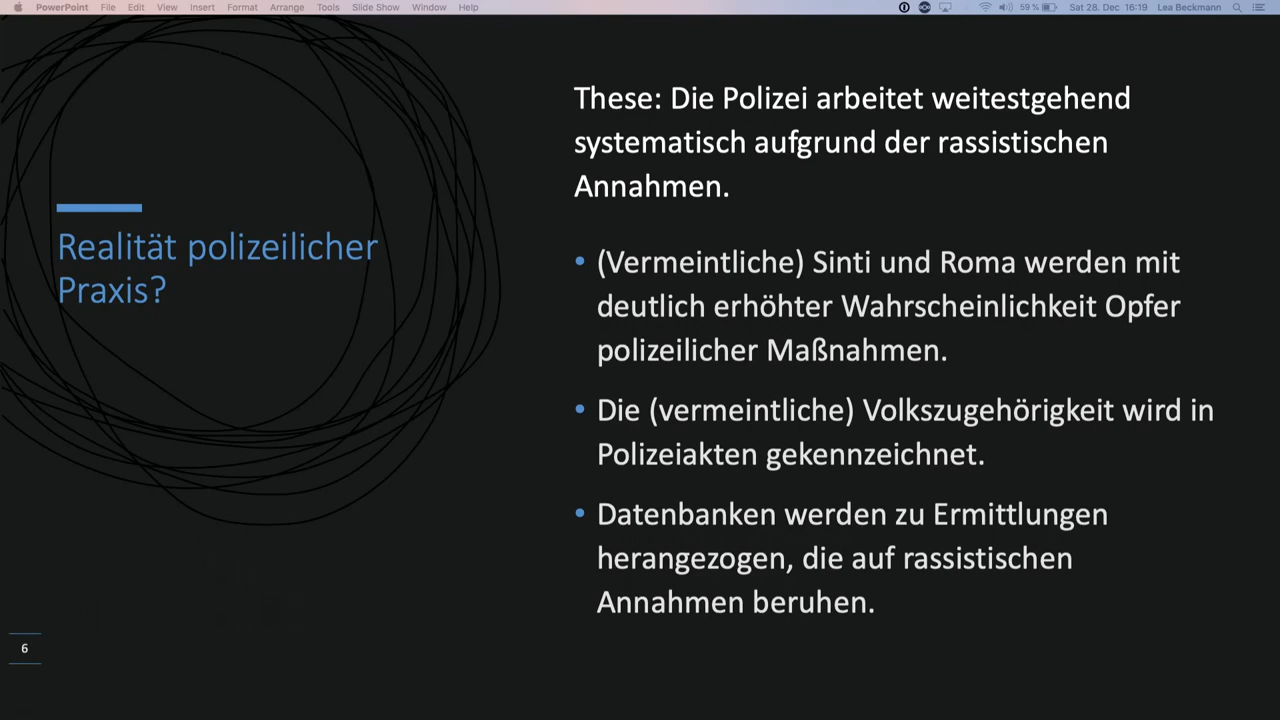 PowerPoint File Edit View Insert Format Arrange Tools Slide Show Window Help 59 % Sat 28. Dec 16:19 Lea Beckmann
Realität polizeilicher
Praxis?
These: Die Polizei arbeitet weitestgehend
systematisch aufgrund der rassistischen
Annahmen.
• (Vermeintliche) Sinti und Roma werden mit
deutlich erhöhter Wahrscheinlichkeit Opfer
polizeilicher Maßnahmen.
• Die (vermeintliche) Volkszugehörigkeit wird in
Polizeiakten gekennzeichnet.
• Datenbanken werden zu Ermittlungen
herangezogen, die auf rassistischen
Annahmen beruhen.
6